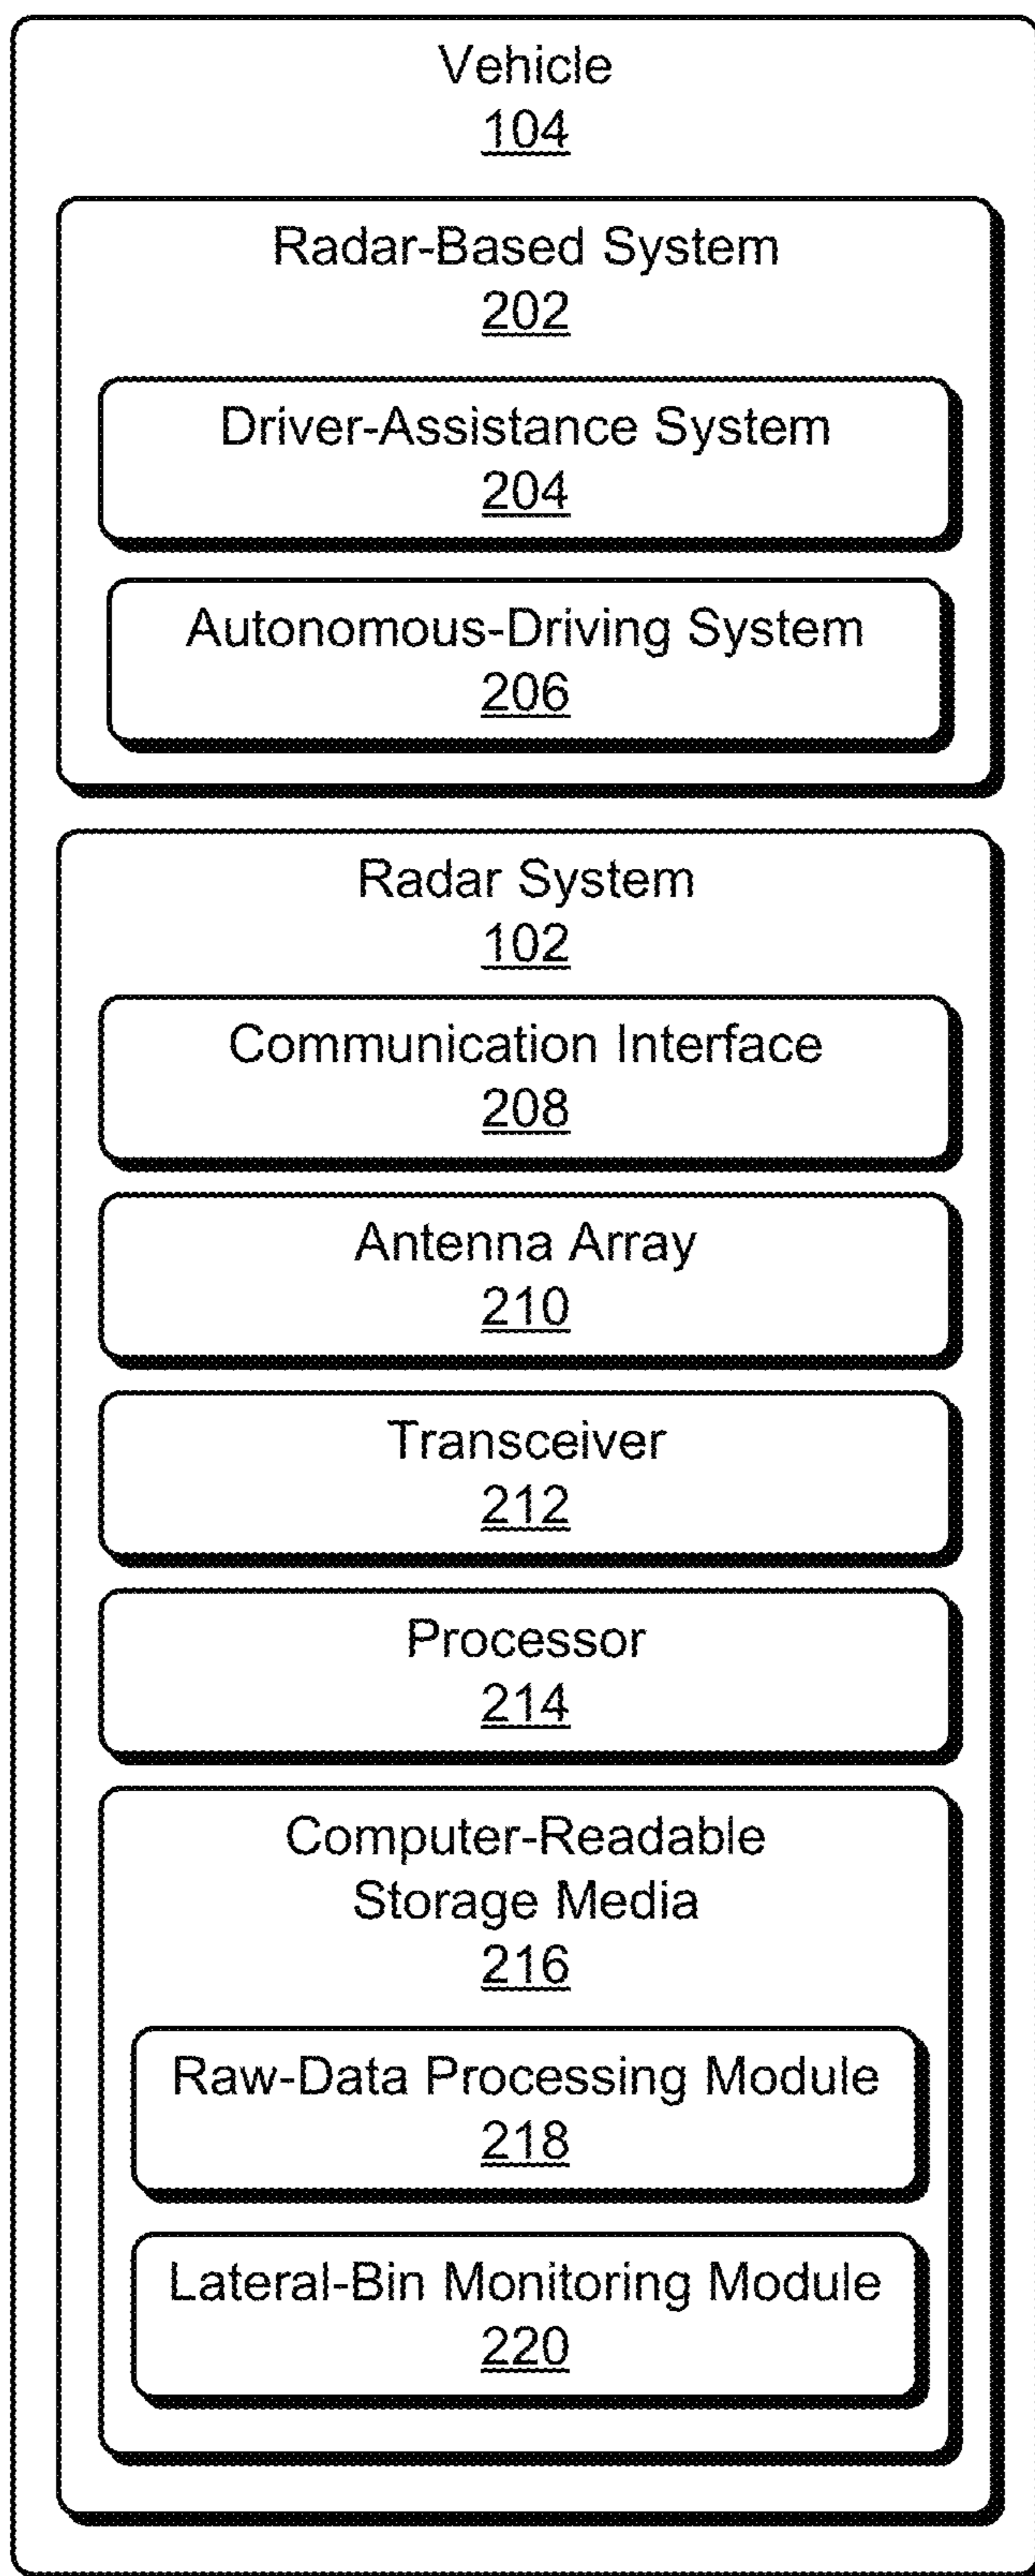 Vehicle
104
Radar-Based System
202
Driver-Assistance System
204
Autonomous-Driving System
206
Radar System
102
Communication Interface
208
Antenna Array
210
Transceiver
212
Processor
214
Computer-Readable
Storage Media
216
Raw-Data Processing Module
218
Lateral-Bin Monitoring Module
220